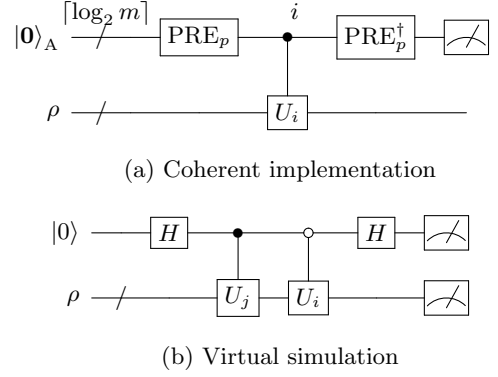 ⌈log₂ m⌉ i
|𝟎⟩_A PRE_p PRE_p^†
ρ U_i
(a) Coherent implementation
|0⟩ H H
ρ U_j U_i
(b) Virtual simulation